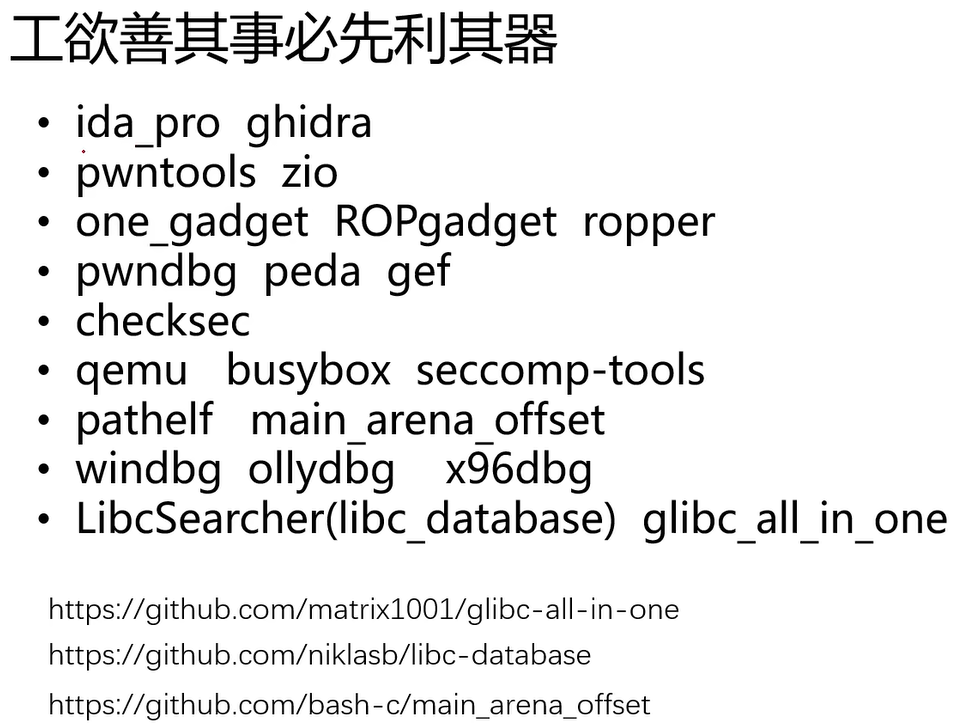 工欲善其事必先利其器
• ida_pro ghidra
• pwntools zio
• one_gadget ROPgadget ropper
• pwndbg peda gef
• checksec
• qemu busybox seccomp-tools
• pathelf main_arena_offset
• windbg ollydbg x96dbg
• LibcSearcher(libc_database) glibc_all_in_one
https://github.com/matrix1001/glibc-all-in-one
https://github.com/niklasb/libc-database
https://github.com/bash-c/main_arena_offset